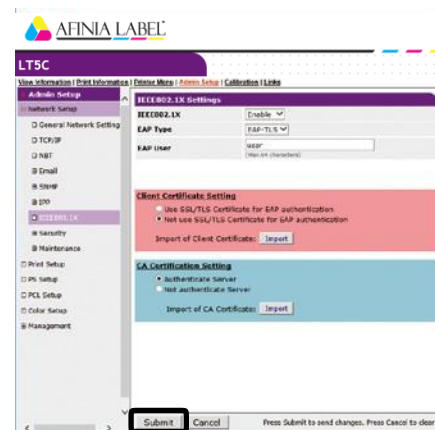 AFINIA LABEL
LT5C
View Information | Print Information | Printer Menu | Admin Setup | Calibration | Links
Admin Setup
Network Setup
General Network Setting
TCP/IP
NBT
Email
SNMP
IPP
IEEE802.1X
Security
Maintenance
Print Setup
PS Setup
PCL Setup
Color Setup
Management
IEEE802.1X Settings
IEEE802.1X Enable
EAP Type EAP-TLS
EAP User user
(Max.64 characters)
Client Certificate Setting
Use SSL/TLS Certificate for EAP authentication
Not use SSL/TLS Certificate for EAP authentication
Import of Client Certificate: Import
CA Certification Setting
Authenticate Server
Not authenticate Server
Import of CA Certificate: Import
Submit Cancel Press Submit to send changes. Press Cancel to clear